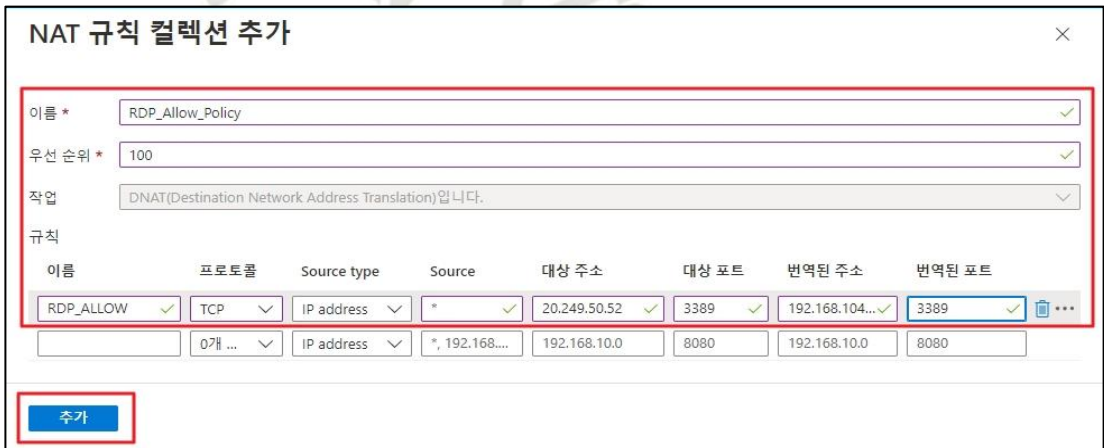 NAT 규칙 컬렉션 추가
이름 * RDP_Allow_Policy
우선 순위 * 100
작업 DNAT(Destination Network Address Translation)입니다.
규칙
이름 프로토콜 Source type Source 대상 주소 대상 포트 번역된 주소 번역된 포트
RDP_ALLOW TCP IP address * 20.249.50.52 3389 192.168.104... 3389
0개 ... IP address *, 192.168.... 192.168.10.0 8080 192.168.10.0 8080
추가